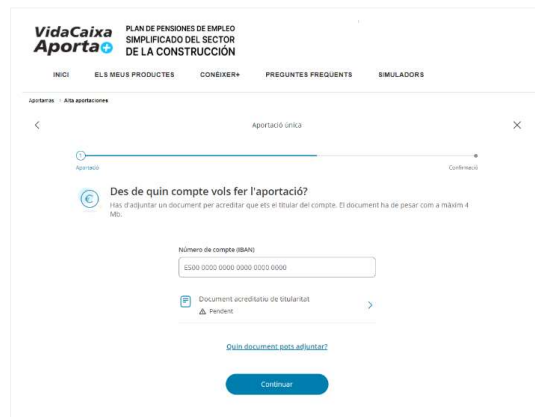 VidaCaixa
Aporta+
PLAN DE PENSIONES DE EMPLEO
SIMPLIFICADO DEL SECTOR
DE LA CONSTRUCCIÓN
INICI ELS MEUS PRODUCTES CONÈIXER+ PREGUNTES FREQÜENTS SIMULADORS
Aportamás > Alta aportaciones
Aportació única
1
Aportació Confirmació
Des de quin compte vols fer l'aportació?
Has d'adjuntar un document per acreditar que ets el titular del compte. El document ha de pesar com a màxim 4
Mb.
Número de compte (IBAN)
ES00 0000 0000 0000 0000 0000
Document acreditatiu de titularitat
Pendent
Quin document pots adjuntar?
Continuar